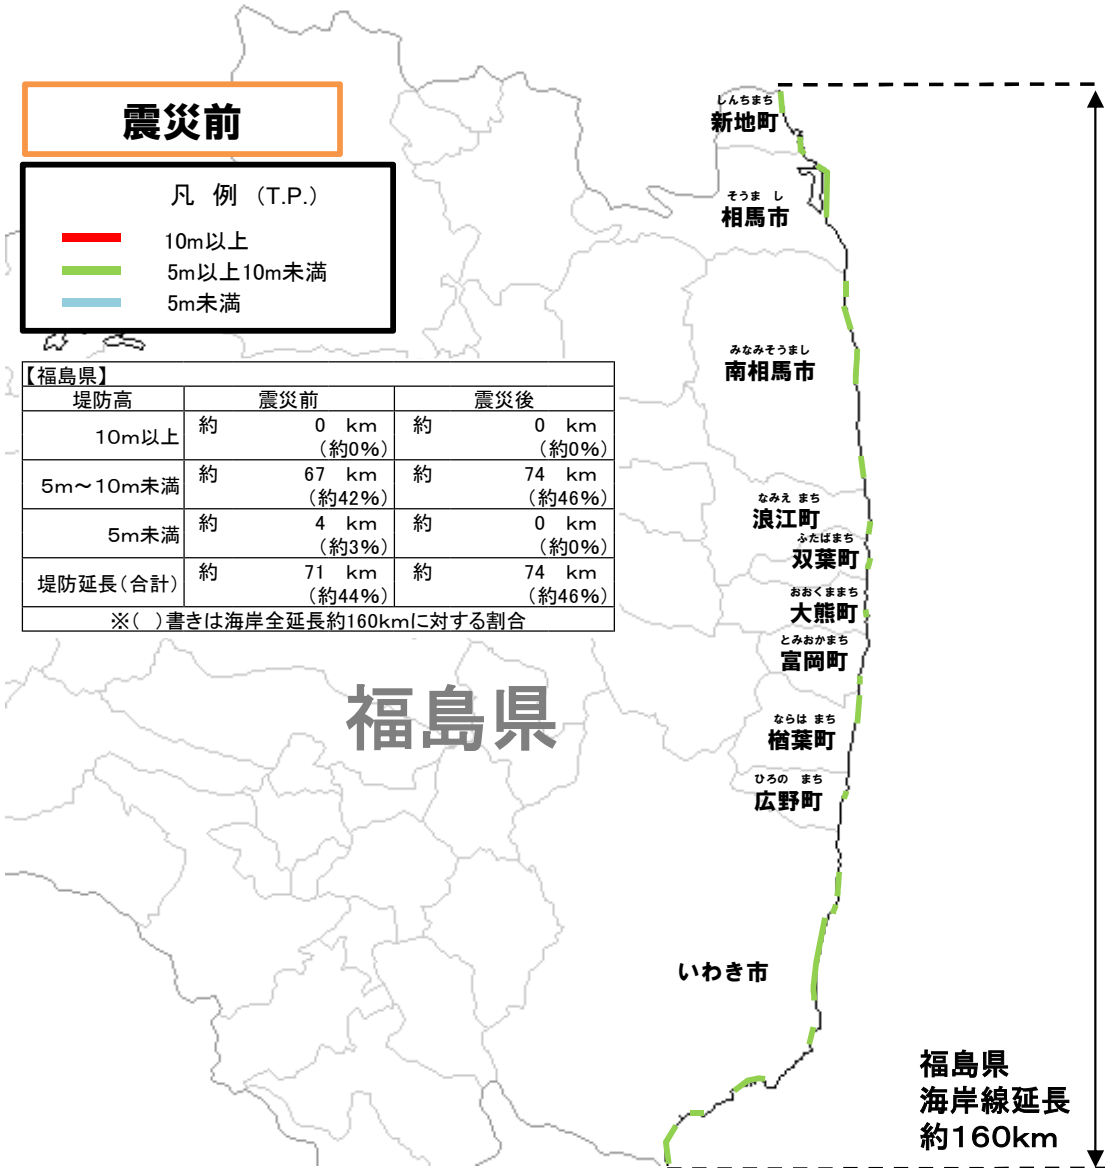 震災前
凡 例 (T.P.)
10m以上
5m以上10m未満
5m未満
【福島県】
堤防高 震災前 震災後
10m以上 約 0 km (約0%) 約 0 km (約0%)
5m～10m未満 約 67 km (約42%) 約 74 km (約46%)
5m未満 約 4 km (約3%) 約 0 km (約0%)
堤防延長(合計) 約 71 km (約44%) 約 74 km (約46%)
※( )書きは海岸全延長約160kmに対する割合
しんちまち
新地町
そうま し
相馬市
みなみそうまし
南相馬市
なみえ まち
浪江町
ふたばまち
双葉町
おおくままち
大熊町
とみおかまち
富岡町
ならは まち
楢葉町
ひろの まち
広野町
福島県
いわき市
福島県
海岸線延長
約160km